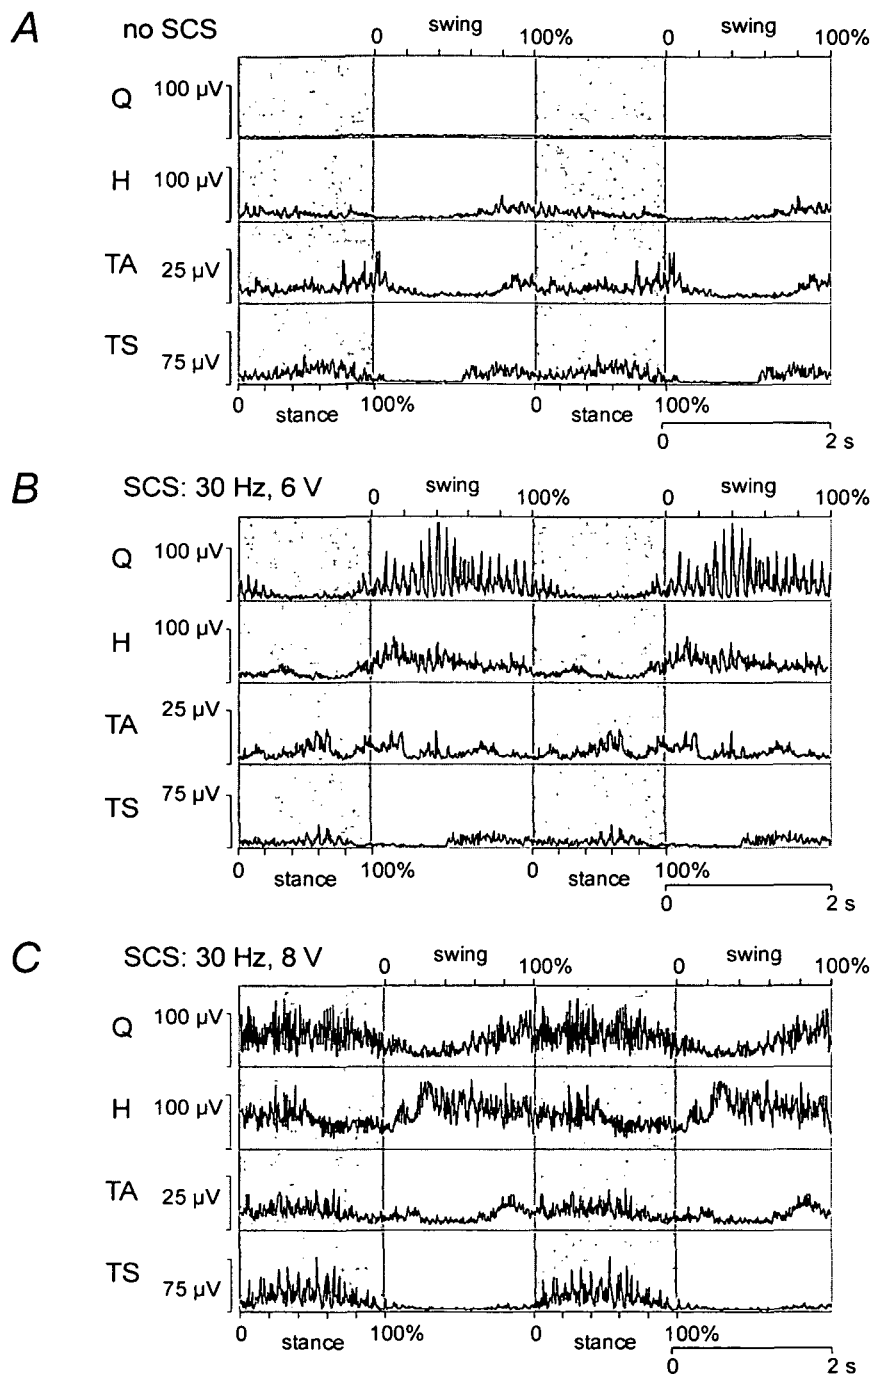 A no SCS
0 swing 100% 0 swing 100%
Q 100 µV
H 100 µV
TA 25 µV
TS 75 µV
0 stance 100% 0 stance 100%
0 2 s
B SCS: 30 Hz, 6 V
0 swing 100% 0 swing 100%
Q 100 µV
H 100 µV
TA 25 µV
TS 75 µV
0 stance 100% 0 stance 100%
0 2 s
C SCS: 30 Hz, 8 V
0 swing 100% 0 swing 100%
Q 100 µV
H 100 µV
TA 25 µV
TS 75 µV
0 stance 100% 0 stance 100%
0 2 s